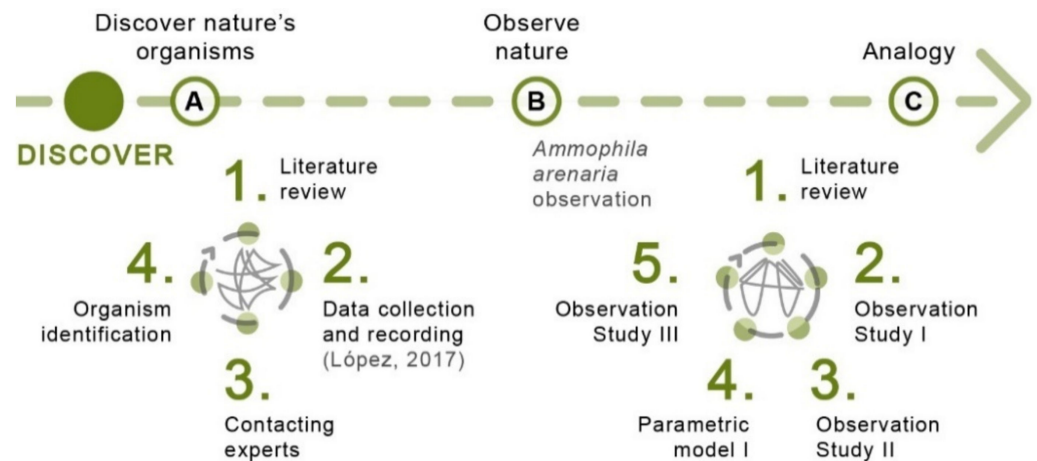 Discover nature's
organisms
Observe
nature
Analogy
A
B
C
DISCOVER
Ammophila
arenaria
observation
1.
Literature
review
2.
Data collection
and recording
(López, 2017)
3.
Contacting
experts
4.
Organism
identification
1.
Literature
review
2.
Observation
Study I
3.
Observation
Study II
4.
Parametric
model I
5.
Observation
Study III